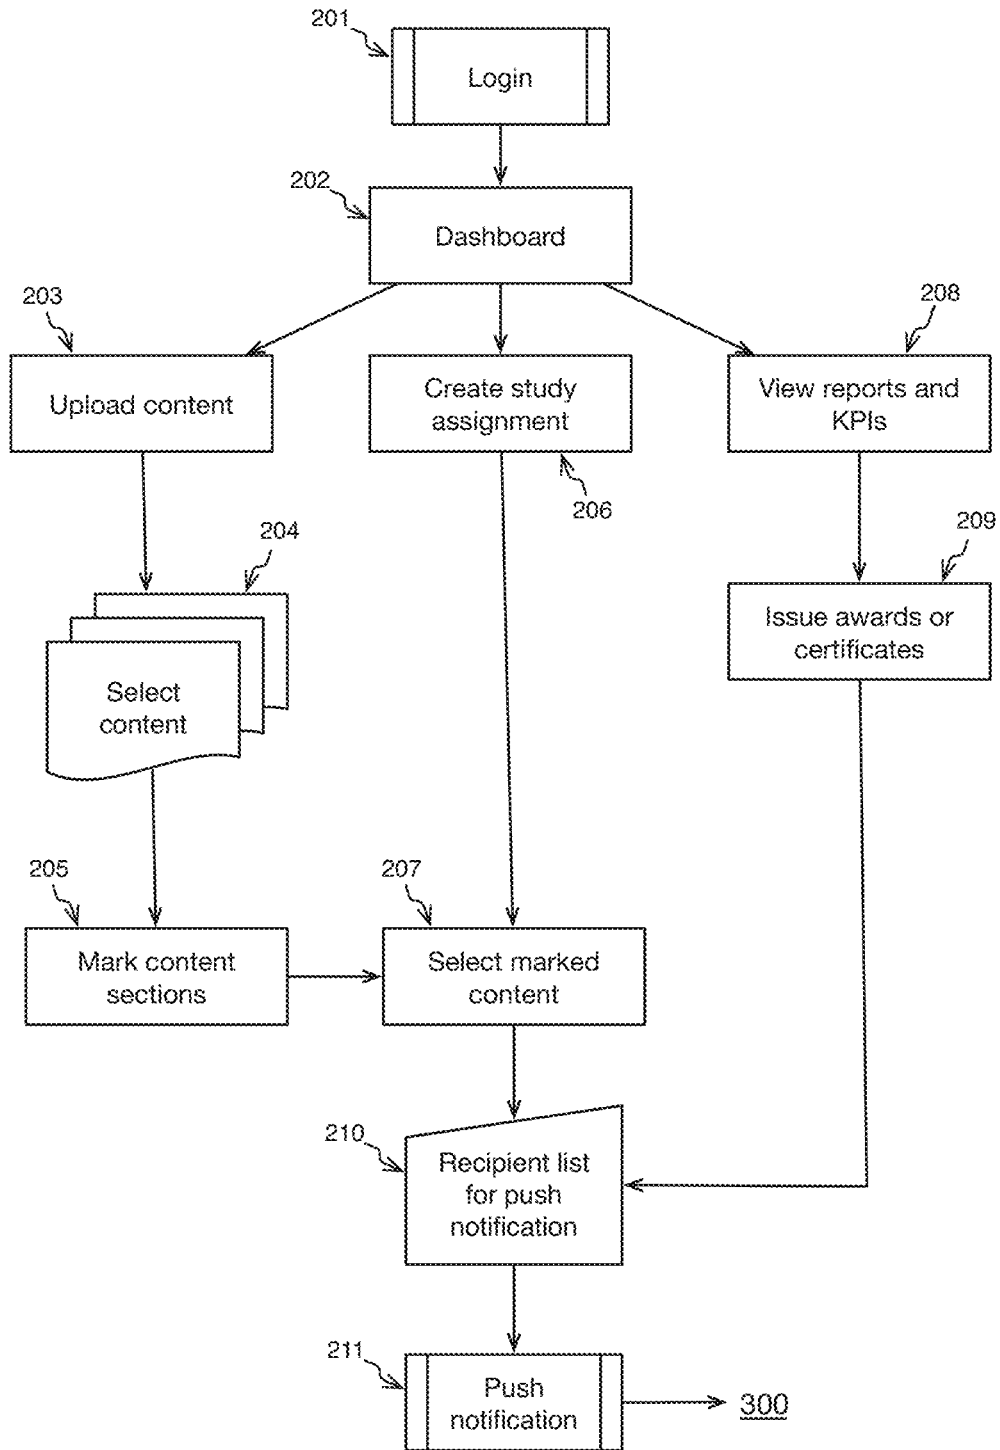 201
Login
202
Dashboard
203
208
Upload content
Create study
assignment
View reports and
KPIs
206
204
209
Select
content
Issue awards or
certificates
205
207
Mark content
sections
Select marked
content
210
Recipient list
for push
notification
211
Push
notification
300